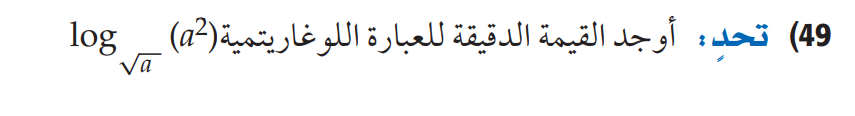 49) تحدٍ: أوجد القيمة الدقيقة للعبارة اللوغاريتمية log_{√a} (a²)